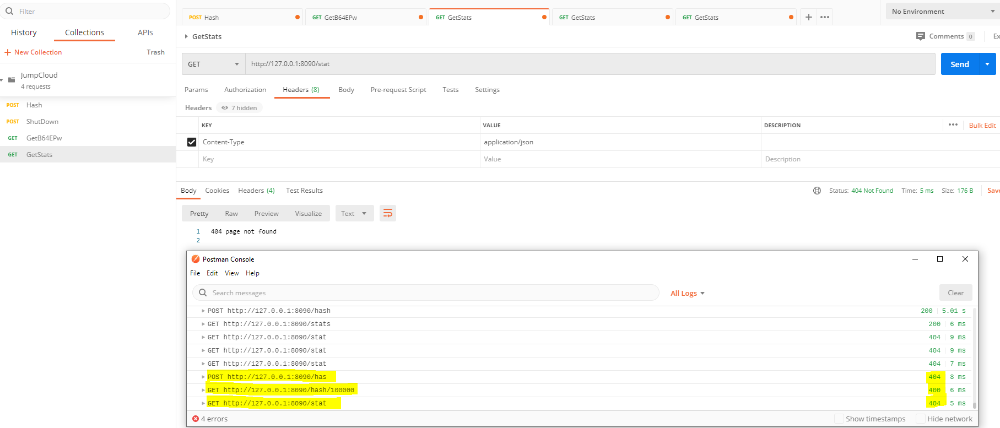 Filter
History Collections APIs
+ New Collection Trash
JumpCloud
4 requests
POST Hash
POST ShutDown
GET GetB64EPw
GET GetStats
POST Hash GET GetB64EPw GET GetStats GET GetStats GET GetStats + •••
No Environment
GetStats
Comments 0 Ex
GET http://127.0.0.1:8090/stat Send
Params Authorization Headers (8) Body Pre-request Script Tests Settings
Headers 7 hidden
KEY VALUE DESCRIPTION ••• Bulk Edit
Content-Type application/json
Key Value Description
Body Cookies Headers (4) Test Results
Status: 404 Not Found Time: 5 ms Size: 176 B Save
Pretty Raw Preview Visualize Text
1 404 page not found
2
Postman Console
File Edit View Help
Search messages All Logs Clear
POST http://127.0.0.1:8090/hash 200 5.01 s
GET http://127.0.0.1:8090/stats 200 6 ms
GET http://127.0.0.1:8090/stat 404 9 ms
GET http://127.0.0.1:8090/stat 404 9 ms
GET http://127.0.0.1:8090/stat 404 7 ms
POST http://127.0.0.1:8090/has 404 8 ms
GET http://127.0.0.1:8090/hash/100000 400 6 ms
GET http://127.0.0.1:8090/stat 404 5 ms
4 errors Show timestamps Hide network